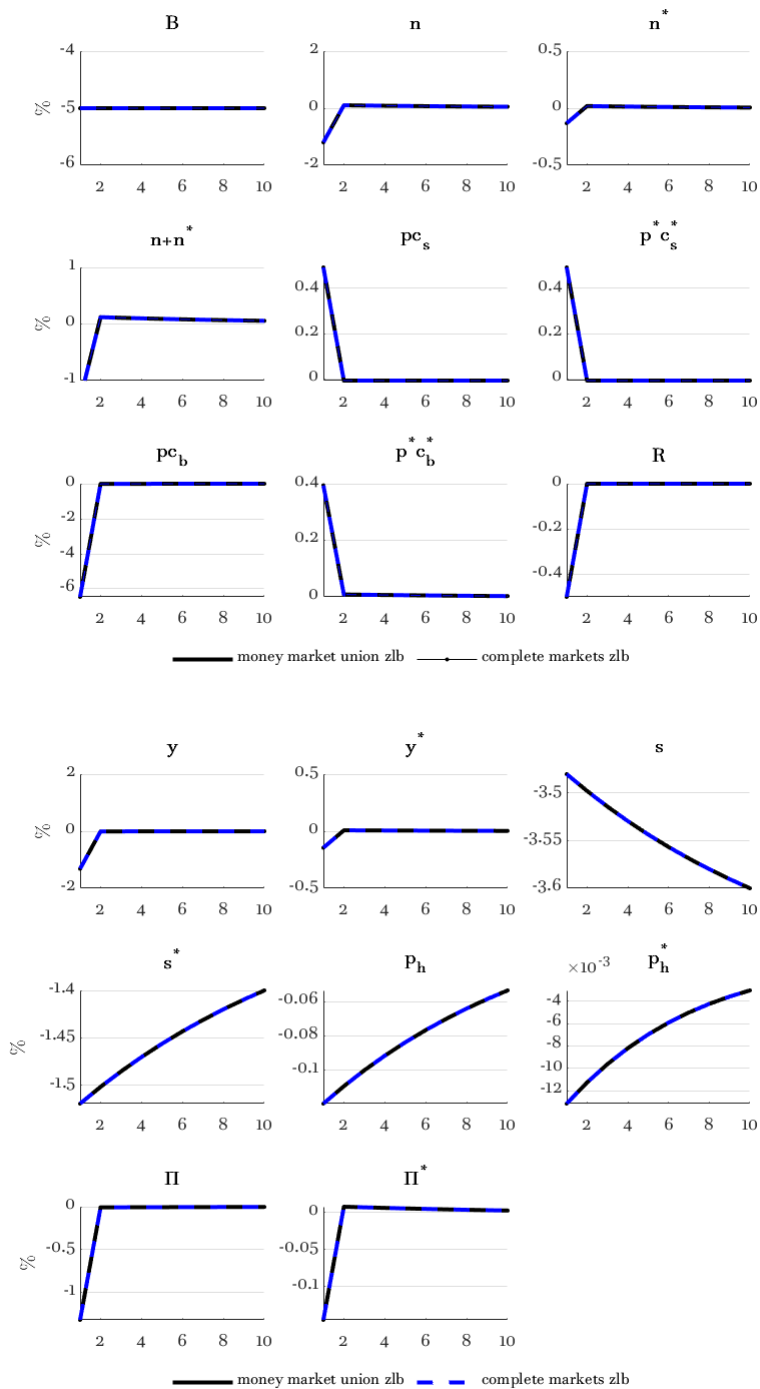 B n n*
-4 2 0.5
% -5 0 0
-6 -2 -0.5
2 4 6 8 10 2 4 6 8 10 2 4 6 8 10
n+n* pc_s p*c*_s
1
0.4 0.4
% 0 0.2 0.2
-1 0 0
2 4 6 8 10 2 4 6 8 10 2 4 6 8 10
pc_b p*c*_b R
0 0.4 0
-2 -0.2
% -4 0.2
-0.4
-6 0
2 4 6 8 10 2 4 6 8 10 2 4 6 8 10
money market union zlb complete markets zlb
y y* s
2 0.5
-3.5
% 0 0 -3.55
-2 -0.5 -3.6
2 4 6 8 10 2 4 6 8 10 2 4 6 8 10
s* p_h p*_h
×10^-3
-1.4 -0.06 -4
-6
% -1.45 -0.08 -8
-10
-1.5 -0.1 -12
2 4 6 8 10 2 4 6 8 10 2 4 6 8 10
Π Π*
0 0
% -0.5 -0.05
-1 -0.1
2 4 6 8 10 2 4 6 8 10
money market union zlb complete markets zlb